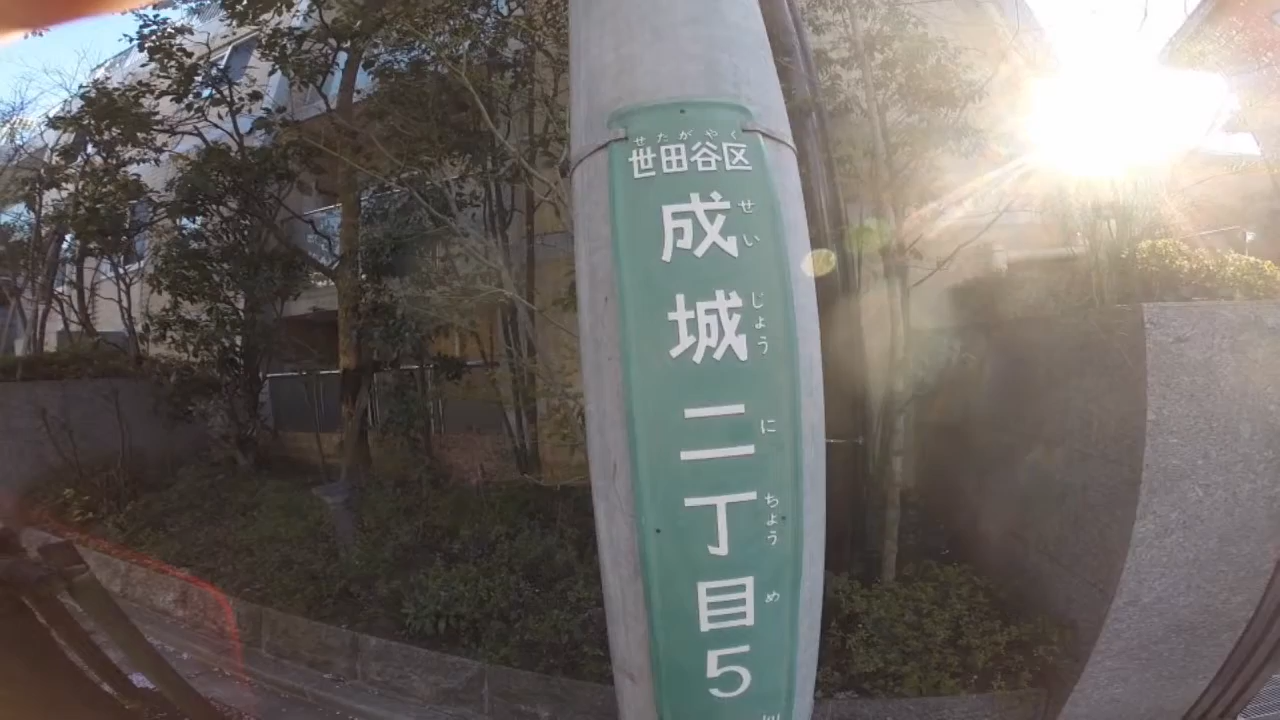 せたがやく
世田谷区
成城二丁目5
せいじょうにちょうめ